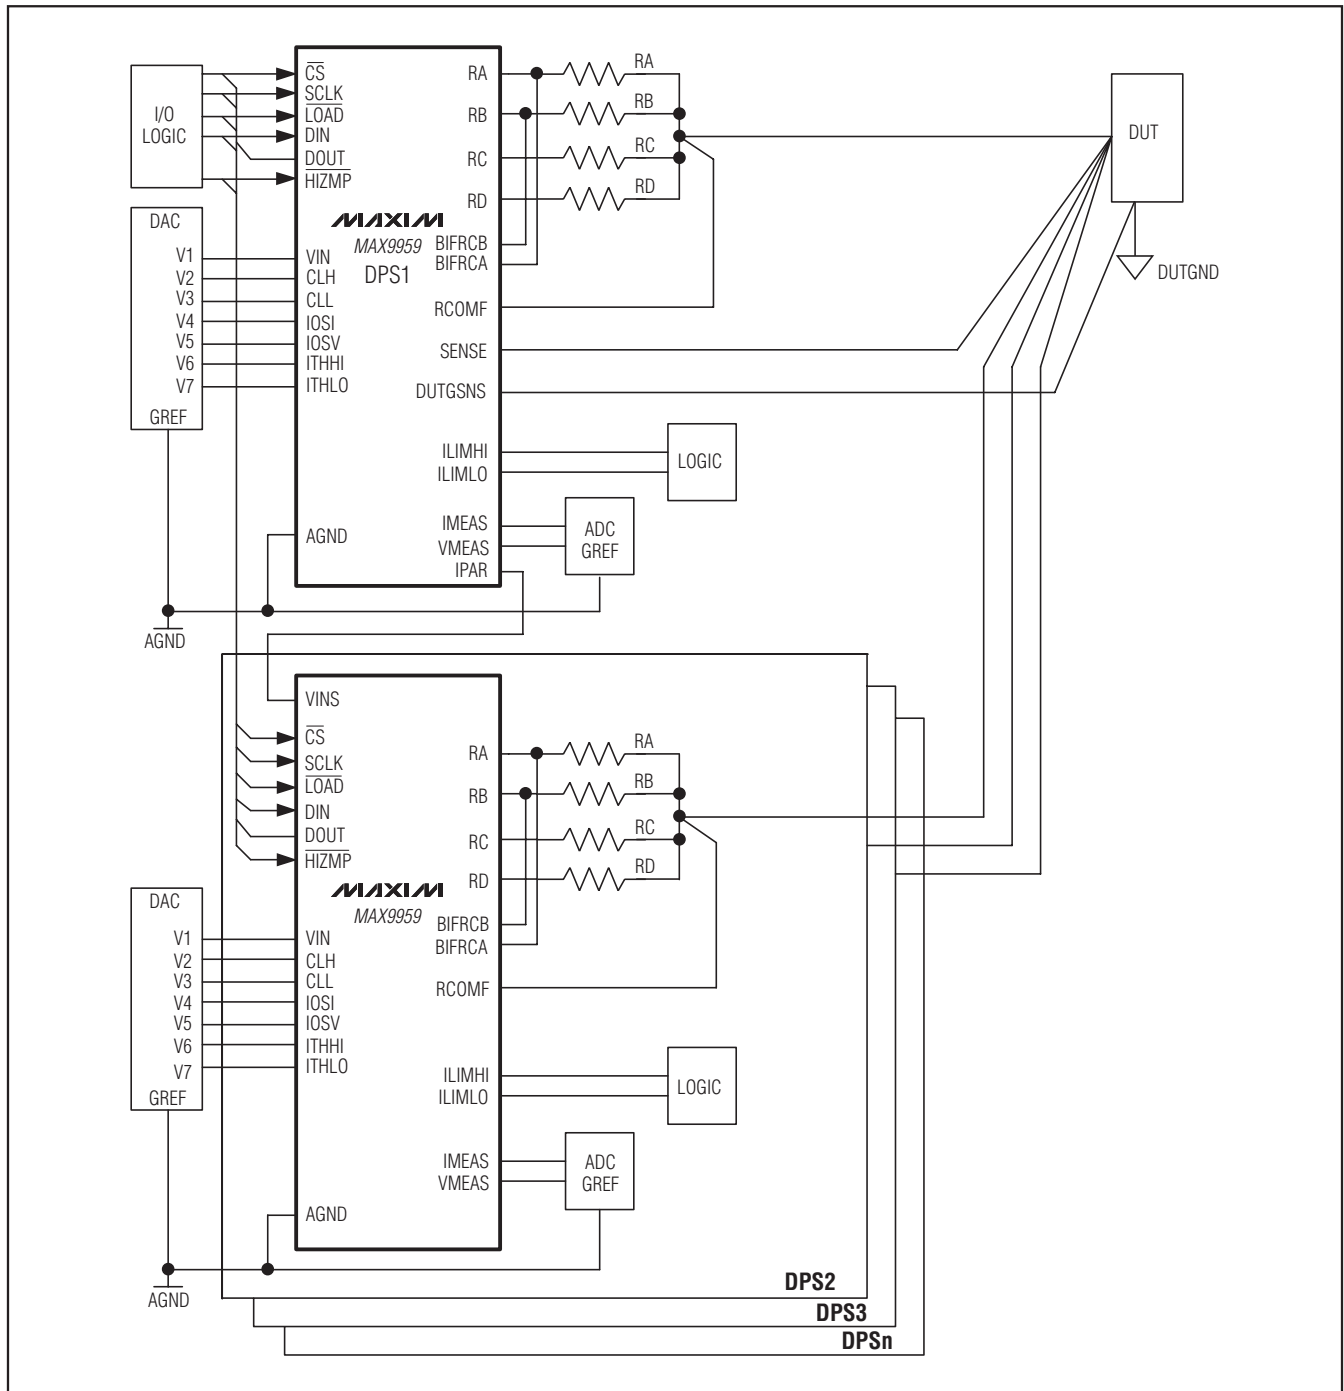 I/O
LOGIC
CS
SCLK
LOAD
DIN
DOUT
HIZMP
DAC
V1
V2
V3
V4
V5
V6
V7
GREF
VIN
CLH
CLL
IOSI
IOSV
ITHHI
ITHLO
AGND
AGND
MAXIM
MAX9959
DPS1
RA
RB
RC
RD
BIFRCB
BIFRCA
RCOMF
SENSE
DUTGSNS
ILIMHI
ILIMLO
IMEAS
VMEAS
IPAR
RA
RB
RC
RD
LOGIC
ADC
GREF
DUT
DUTGND
VINS
CS
SCLK
LOAD
DIN
DOUT
HIZMP
DAC
V1
V2
V3
V4
V5
V6
V7
GREF
VIN
CLH
CLL
IOSI
IOSV
ITHHI
ITHLO
AGND
AGND
MAXIM
MAX9959
RA
RB
RC
RD
BIFRCB
BIFRCA
RCOMF
ILIMHI
ILIMLO
IMEAS
VMEAS
RA
RB
RC
RD
LOGIC
ADC
GREF
DPS2
DPS3
DPSn